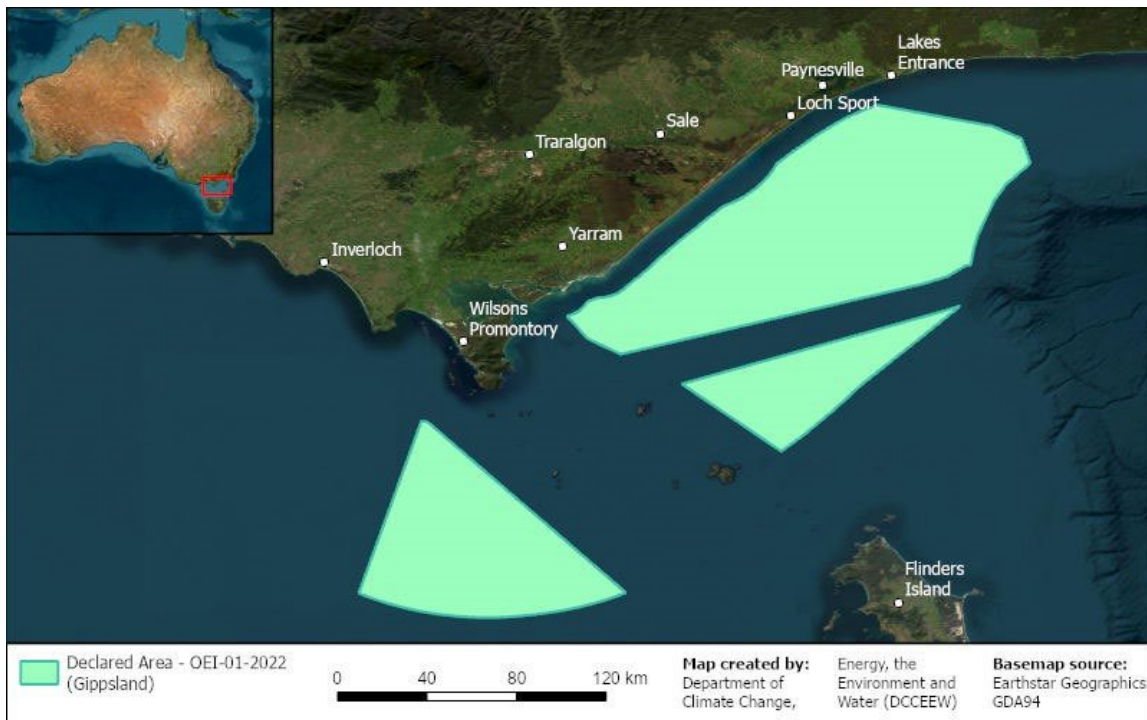 Lakes
Entrance
Paynesville
Loch Sport
Sale
Traralgon
Yarram
Inverloch
Wilsons
Promontory
Flinders
Island
Declared Area - OEI-01-2022
(Gippsland)
0 40 80 120 km
Map created by:
Department of
Climate Change,
Energy, the
Environment and
Water (DCCEEW)
Basemap source:
Earthstar Geographics
GDA94